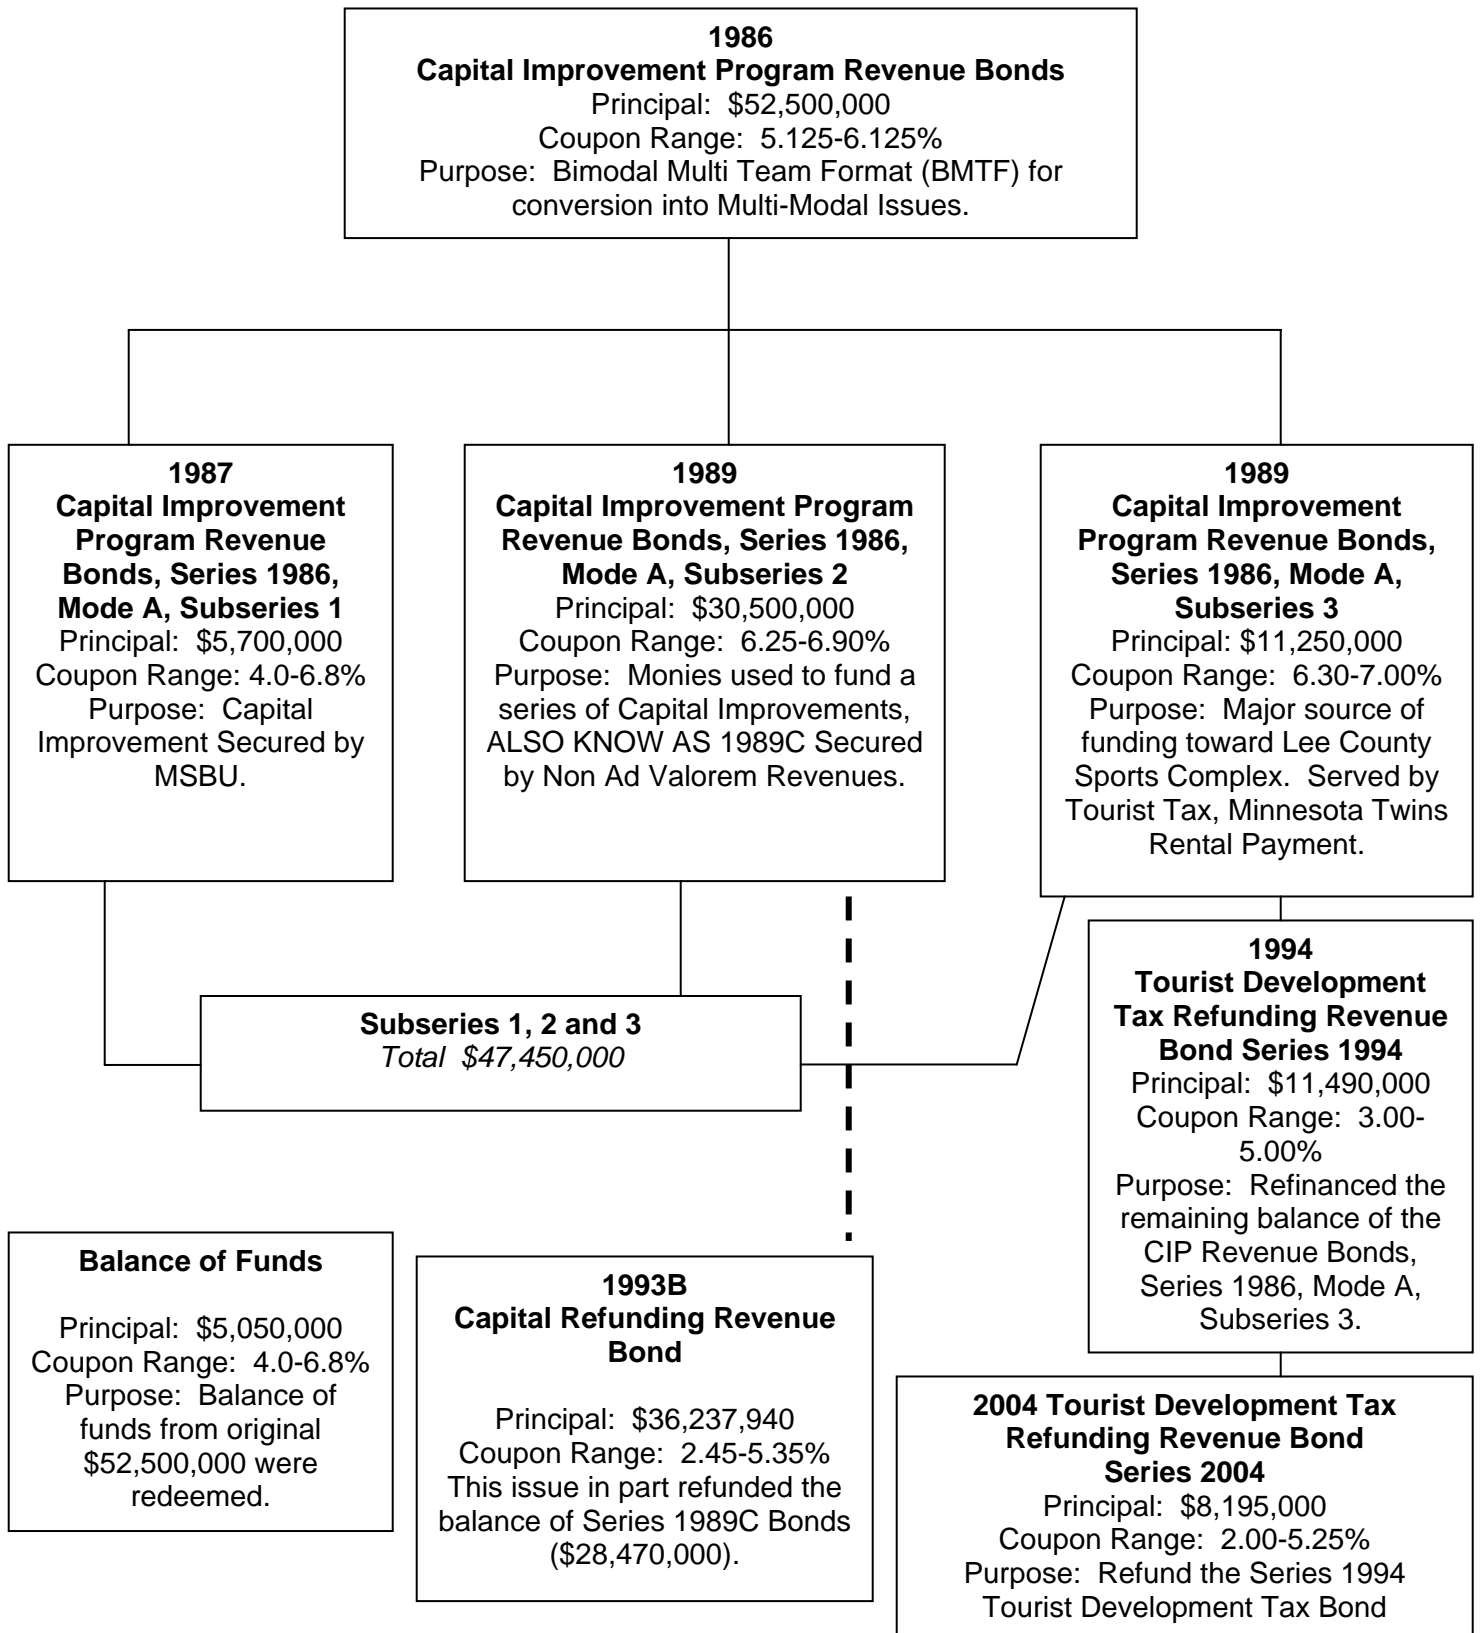 1986
Capital Improvement Program Revenue Bonds
Principal: $52,500,000
Coupon Range: 5.125-6.125%
Purpose: Bimodal Multi Team Format (BMTF) for
conversion into Multi-Modal Issues.
1987
Capital Improvement
Program Revenue
Bonds, Series 1986,
Mode A, Subseries 1
Principal: $5,700,000
Coupon Range: 4.0-6.8%
Purpose: Capital
Improvement Secured by
MSBU.
1989
Capital Improvement Program
Revenue Bonds, Series 1986,
Mode A, Subseries 2
Principal: $30,500,000
Coupon Range: 6.25-6.90%
Purpose: Monies used to fund a
series of Capital Improvements,
ALSO KNOW AS 1989C Secured
by Non Ad Valorem Revenues.
1989
Capital Improvement
Program Revenue Bonds,
Series 1986, Mode A,
Subseries 3
Principal: $11,250,000
Coupon Range: 6.30-7.00%
Purpose: Major source of
funding toward Lee County
Sports Complex. Served by
Tourist Tax, Minnesota Twins
Rental Payment.
Subseries 1, 2 and 3
Total $47,450,000
1994
Tourist Development
Tax Refunding Revenue
Bond Series 1994
Principal: $11,490,000
Coupon Range: 3.00-
5.00%
Purpose: Refinanced the
remaining balance of the
CIP Revenue Bonds,
Series 1986, Mode A,
Subseries 3.
Balance of Funds
Principal: $5,050,000
Coupon Range: 4.0-6.8%
Purpose: Balance of
funds from original
$52,500,000 were
redeemed.
1993B
Capital Refunding Revenue
Bond
Principal: $36,237,940
Coupon Range: 2.45-5.35%
This issue in part refunded the
balance of Series 1989C Bonds
($28,470,000).
2004 Tourist Development Tax
Refunding Revenue Bond
Series 2004
Principal: $8,195,000
Coupon Range: 2.00-5.25%
Purpose: Refund the Series 1994
Tourist Development Tax Bond